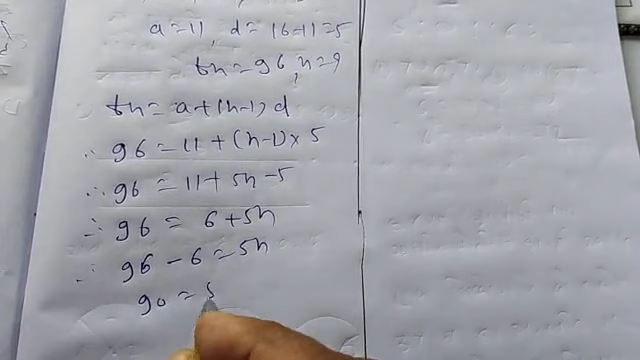 a=11, d=16-11=5
tn=96, n=?
tn=a+(n-1)d
∴ 96=11+(n-1)×5
∴ 96=11+5n-5
∴ 96=6+5n
∴ 96-6=5n
90=5